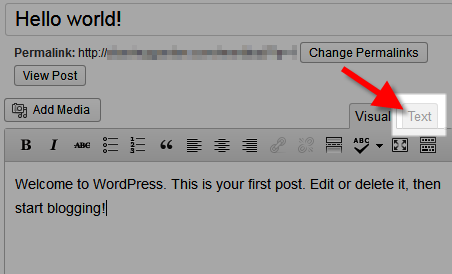 Hello world!
Permalink: http:// Change Permalinks
View Post
Add Media
Visual Text
B I ABC ABC
Welcome to WordPress. This is your first post. Edit or delete it, then
start blogging!